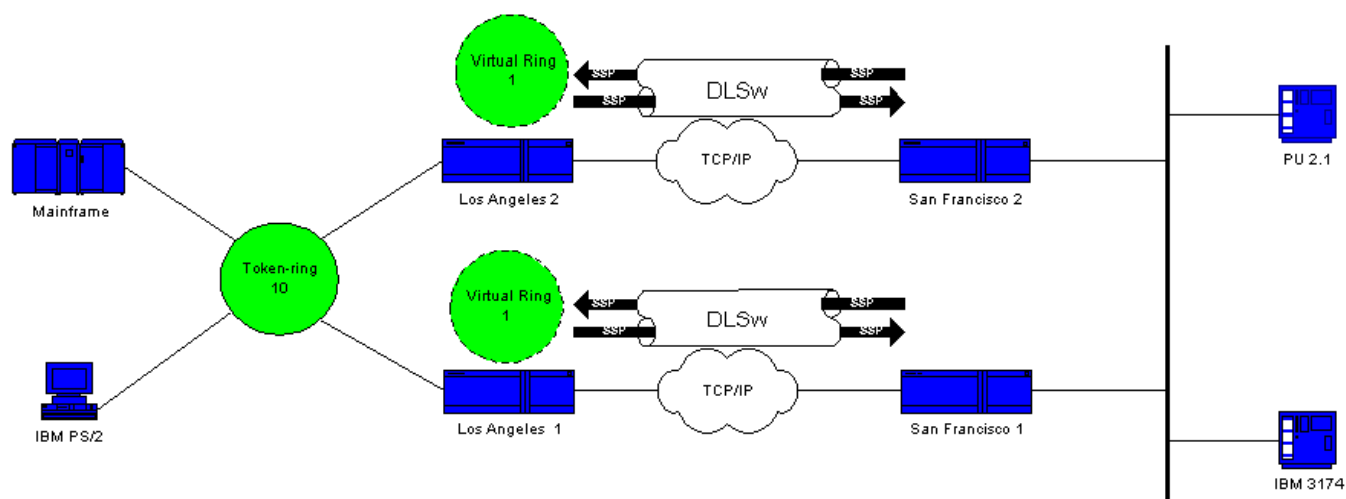 Virtual Ring
1
SSP
SSP
DLSw
SSP
SSP
Mainframe
Los Angeles 2
TCP/IP
San Francisco 2
PU 2.1
Token-ring
10
Virtual Ring
1
SSP
SSP
DLSw
SSP
SSP
IBM PS/2
Los Angeles 1
TCP/IP
San Francisco 1
IBM 3174